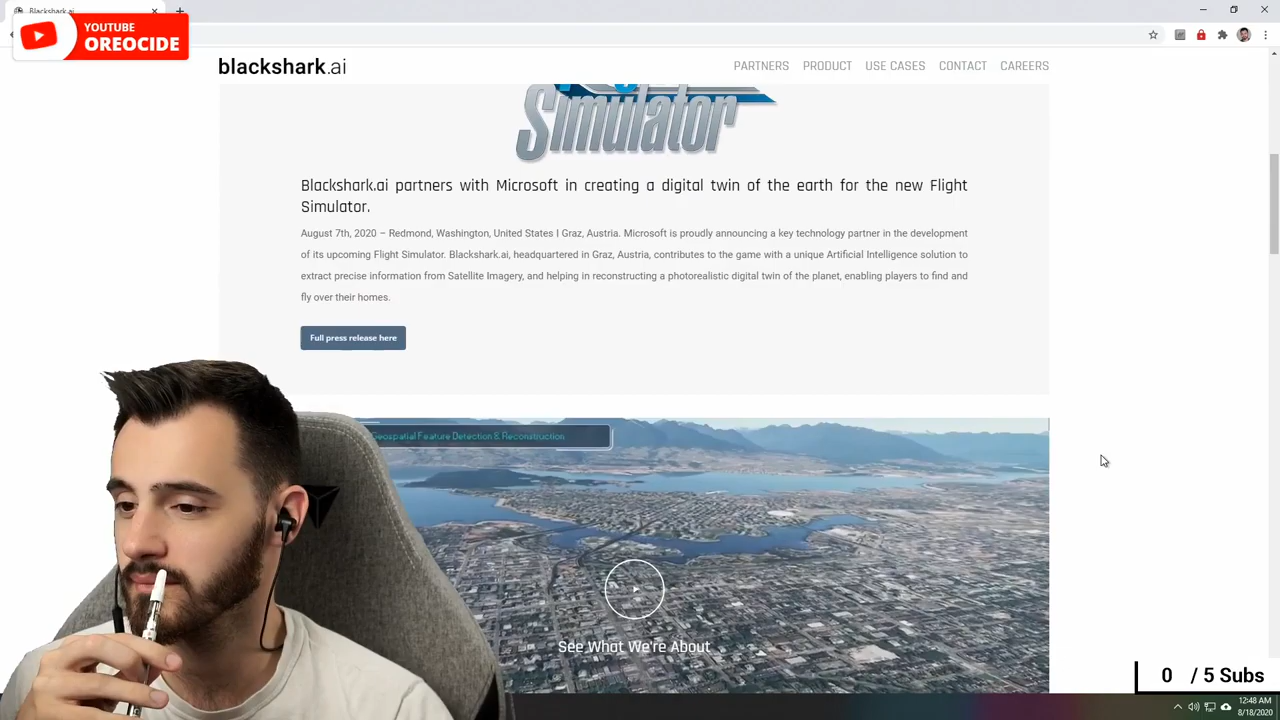 Blackshark.ai
YOUTUBE
OREOCIDE
blackshark.ai
PARTNERS PRODUCT USE CASES CONTACT CAREERS
Simulator
Blackshark.ai partners with Microsoft in creating a digital twin of the earth for the new Flight
Simulator.
August 7th, 2020 – Redmond, Washington, United States I Graz, Austria. Microsoft is proudly announcing a key technology partner in the development
of its upcoming Flight Simulator. Blackshark.ai, headquartered in Graz, Austria, contributes to the game with a unique Artificial Intelligence solution to
extract precise information from Satellite Imagery, and helping in reconstructing a photorealistic digital twin of the planet, enabling players to find and
fly over their homes.
Full press release here
Geospatial Feature Detection & Reconstruction
See What We're About
0 / 5 Subs
12:48 AM
8/18/2020